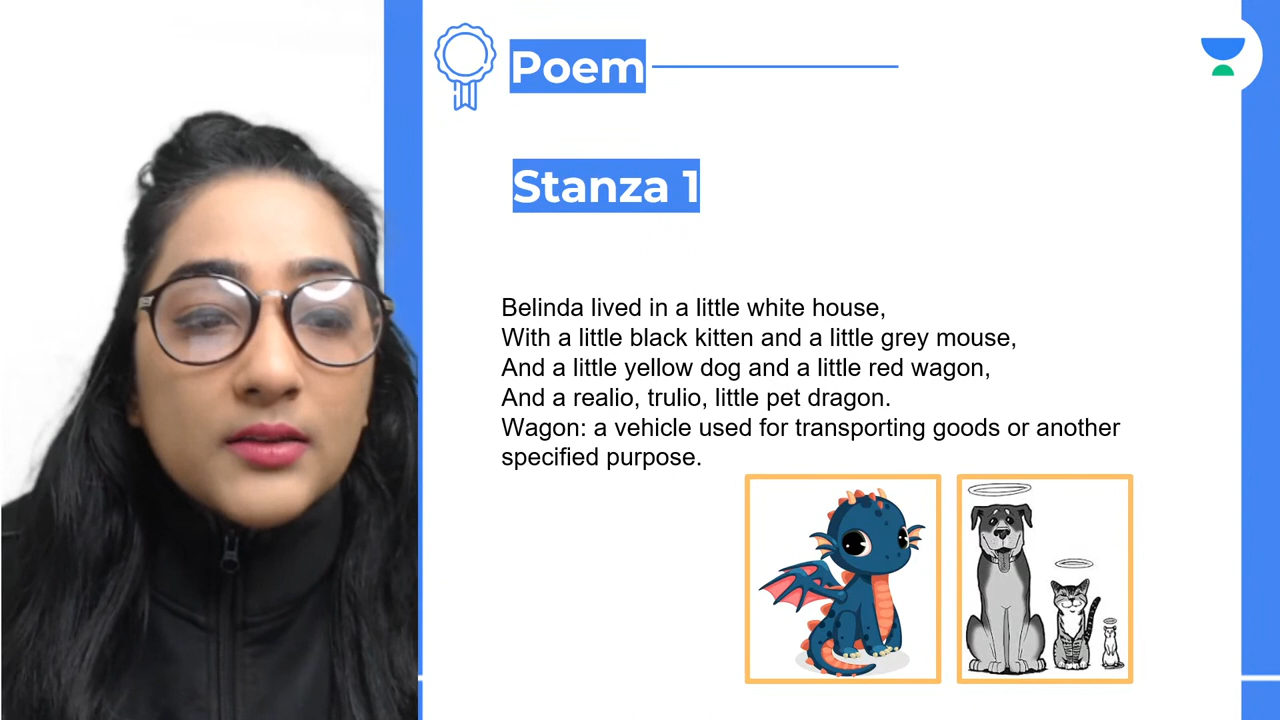 Poem
Stanza 1
Belinda lived in a little white house,
With a little black kitten and a little grey mouse,
And a little yellow dog and a little red wagon,
And a realio, trulio, little pet dragon.
Wagon: a vehicle used for transporting goods or another
specified purpose.